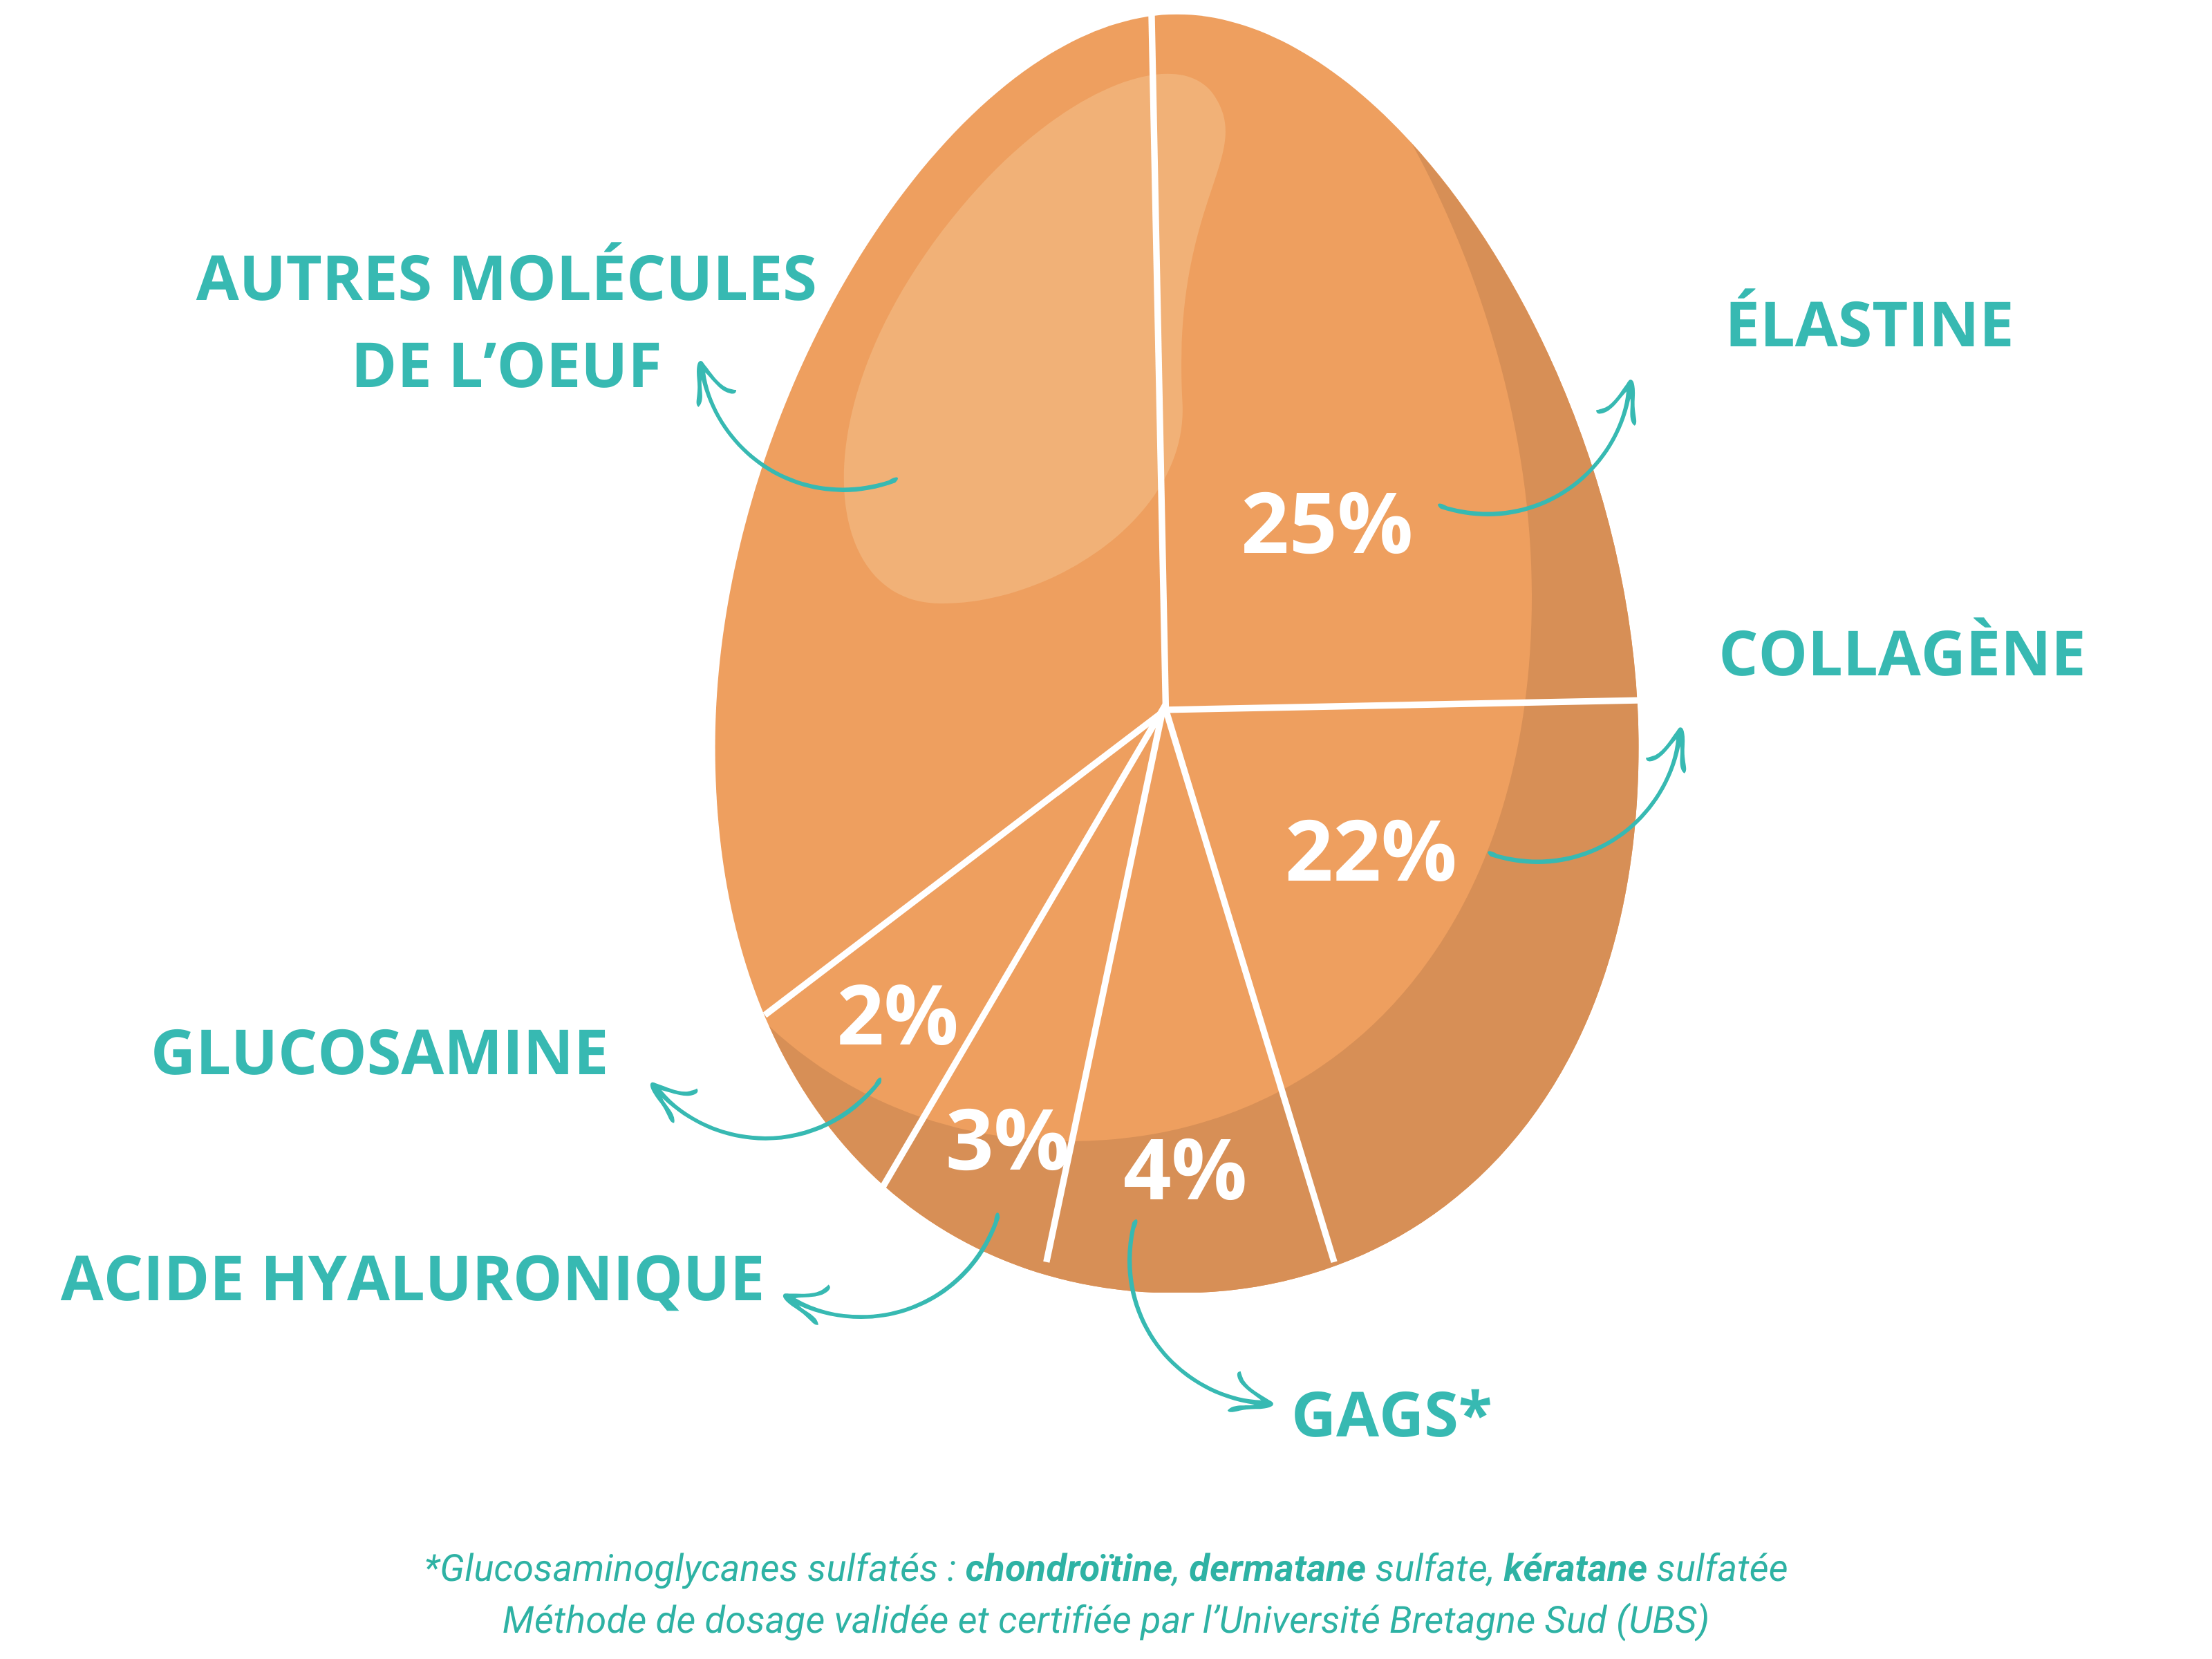 AUTRES MOLÉCULES
DE L’OEUF
ÉLASTINE
25%
COLLAGÈNE
22%
2%
GLUCOSAMINE
3%
4%
ACIDE HYALURONIQUE
GAGS*
*Glucosaminoglycanes sulfatés : chondroïtine, dermatane sulfate, kératane sulfatée
Méthode de dosage validée et certifiée par l’Université Bretagne Sud (UBS)